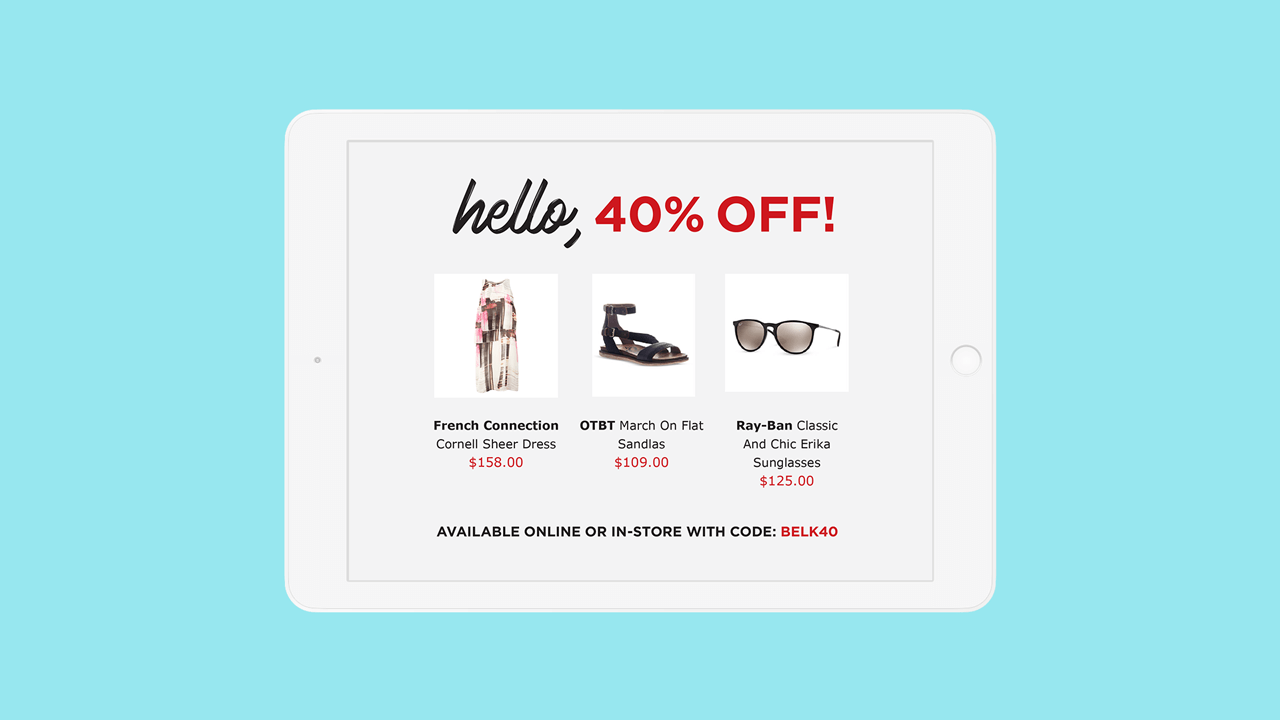 hello, 40% OFF!
French Connection
Cornell Sheer Dress
$158.00
OTBT March On Flat
Sandlas
$109.00
Ray-Ban Classic
And Chic Erika
Sunglasses
$125.00
AVAILABLE ONLINE OR IN-STORE WITH CODE: BELK40